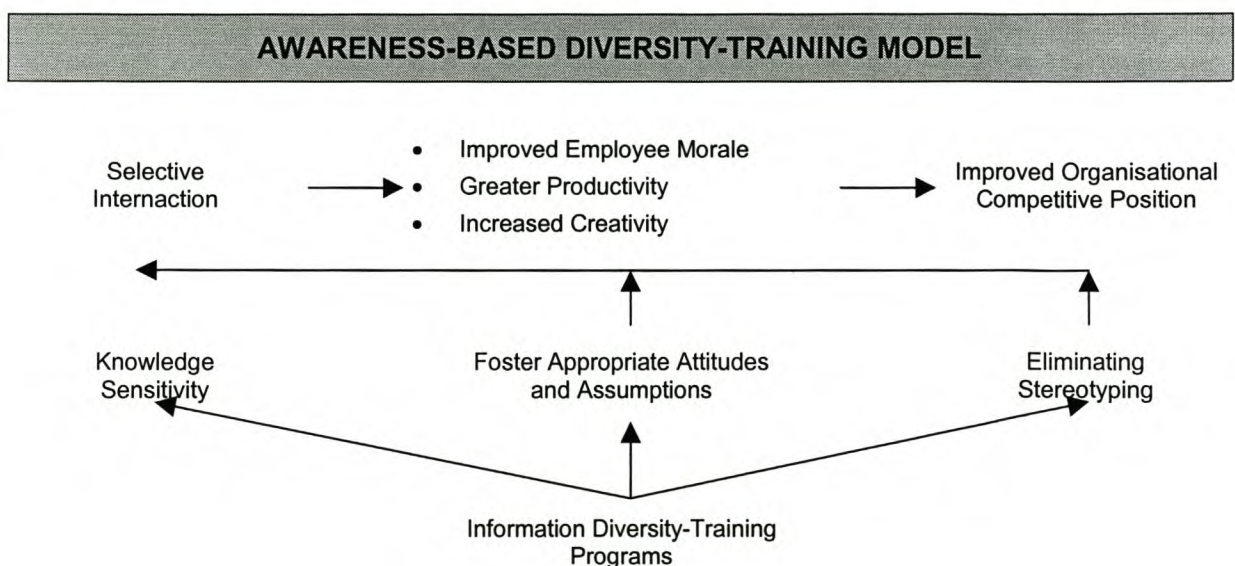 AWARENESS-BASED DIVERSITY-TRAINING MODEL
Selective
Internaction
• Improved Employee Morale
• Greater Productivity
• Increased Creativity
Improved Organisational
Competitive Position
Knowledge
Sensitivity
Foster Appropriate Attitudes
and Assumptions
Eliminating
Stereotyping
Information Diversity-Training
Programs